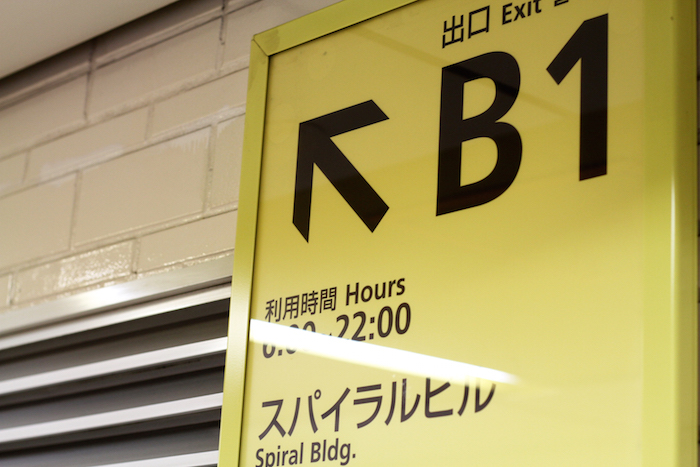 出口 Exit
B1
利用時間 Hours
22:00
スパイラルビル
Spiral Bldg.